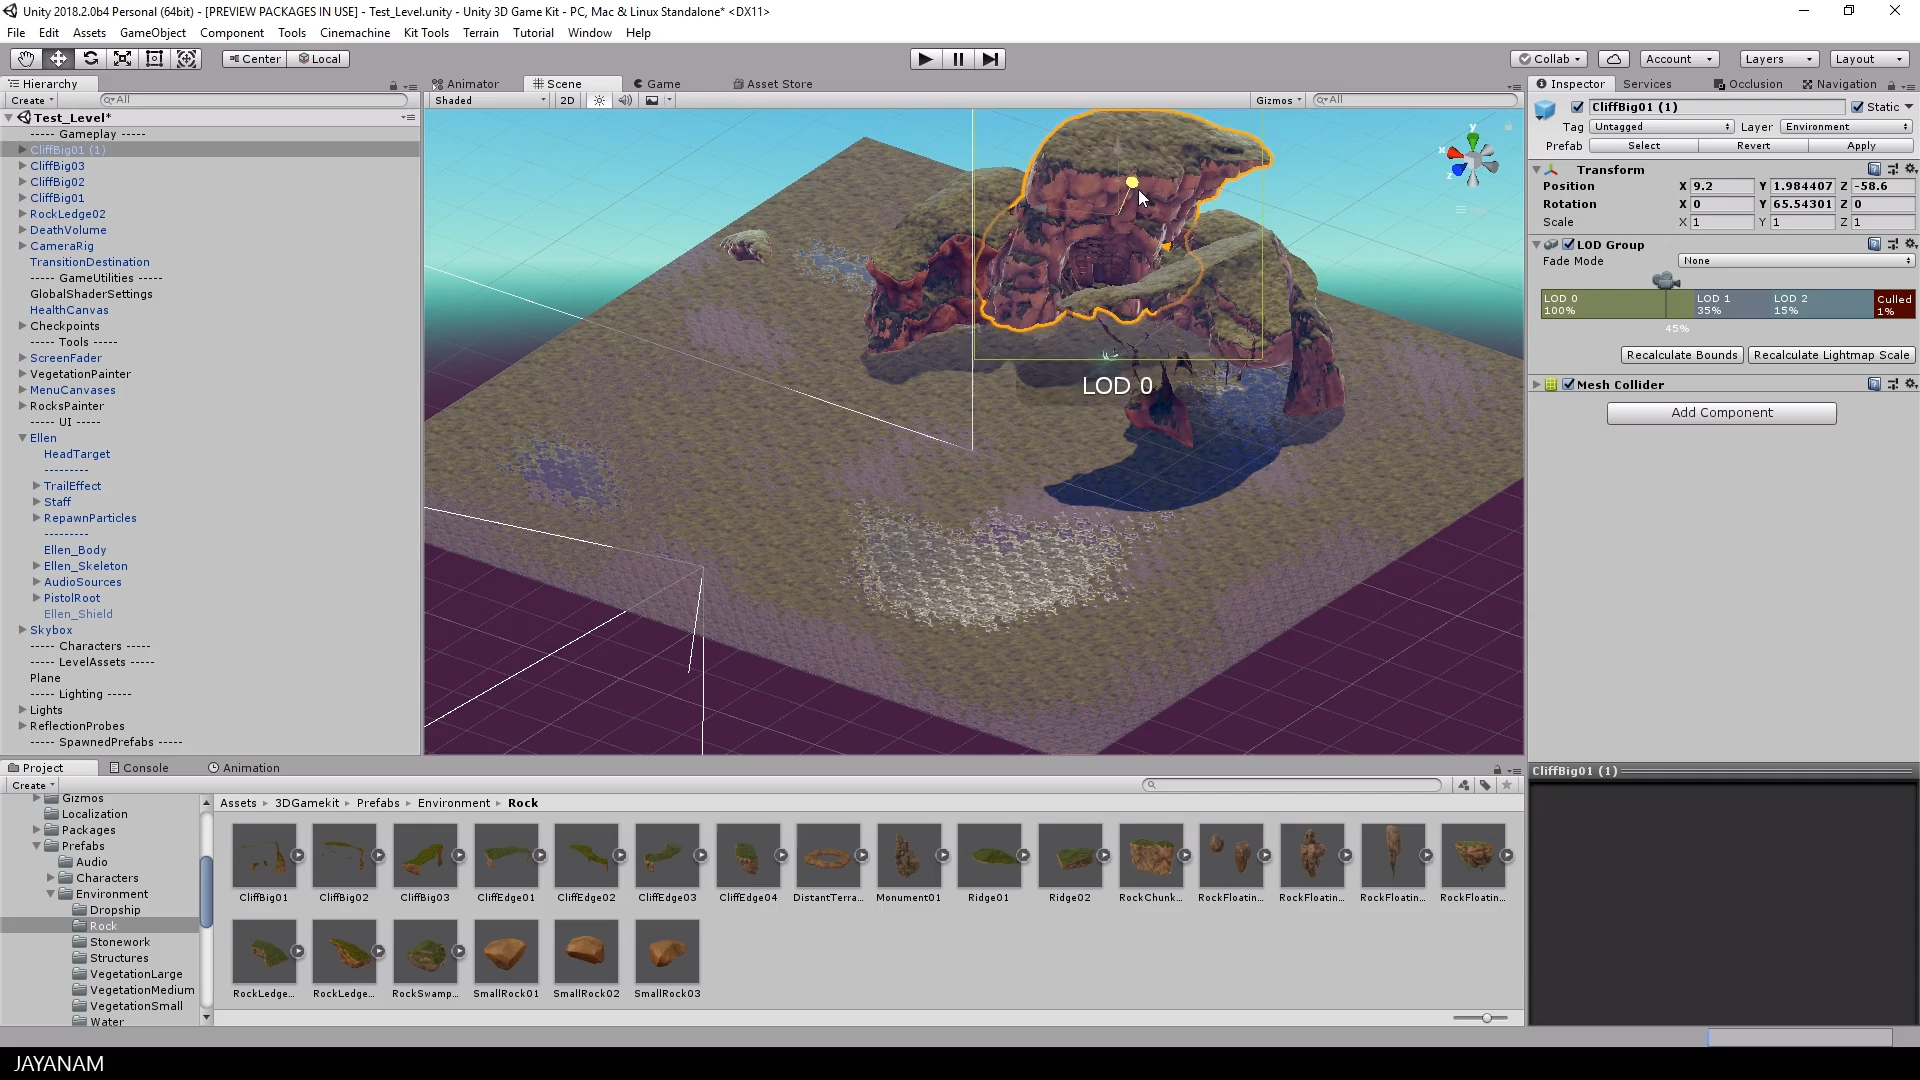 Unity 2018.2.0b4 Personal (64bit) - [PREVIEW PACKAGES IN USE] - Test_Level.unity - Unity 3D Game Kit - PC, Mac & Linux Standalone* <DX11>
File Edit Assets GameObject Component Tools Cinemachine Kit Tools Terrain Tutorial Window Help
Center Local Collab Account Layers Layout
Hierarchy
Create All
Test_Level*
----- Gameplay -----
CliffBig01 (1)
CliffBig03
CliffBig02
CliffBig01
RockLedge02
DeathVolume
CameraRig
TransitionDestination
----- GameUtilities -----
GlobalShaderSettings
HealthCanvas
Checkpoints
----- Tools -----
ScreenFader
VegetationPainter
MenuCanvases
RocksPainter
----- UI -----
Ellen
HeadTarget
---------
TrailEffect
Staff
RepawnParticles
---------
Ellen_Body
Ellen_Skeleton
AudioSources
PistolRoot
Ellen_Shield
Skybox
----- Characters -----
----- LevelAssets -----
Plane
----- Lighting -----
Lights
ReflectionProbes
----- SpawnedPrefabs -----
Animator Scene Game Asset Store
Shaded 2D Gizmos All
y
x
z
LOD 0
Inspector Services Occlusion Navigation
CliffBig01 (1) Static
Tag Untagged Layer Environment
Prefab Select Revert Apply
Transform
Position X 9.2 Y 1.984407 Z -58.6
Rotation X 0 Y 65.54301 Z 0
Scale X 1 Y 1 Z 1
LOD Group
Fade Mode None
LOD 0 LOD 1 LOD 2 Culled
100% 35% 15% 1%
45%
Recalculate Bounds Recalculate Lightmap Scale
Mesh Collider
Add Component
CliffBig01 (1)
Project Console Animation
Create
Gizmos
Localization
Packages
Prefabs
Audio
Characters
Environment
Dropship
Rock
Stonework
Structures
VegetationLarge
VegetationMedium
VegetationSmall
Water
Assets 3DGamekit Prefabs Environment Rock
CliffBig01 CliffBig02 CliffBig03 CliffEdge01 CliffEdge02 CliffEdge03 CliffEdge04 DistantTerra... Monument01 Ridge01 Ridge02 RockChunk... RockFloatin... RockFloatin... RockFloatin... RockFloatin...
RockLedge... RockLedge... RockSwamp... SmallRock01 SmallRock02 SmallRock03
JAYANAM